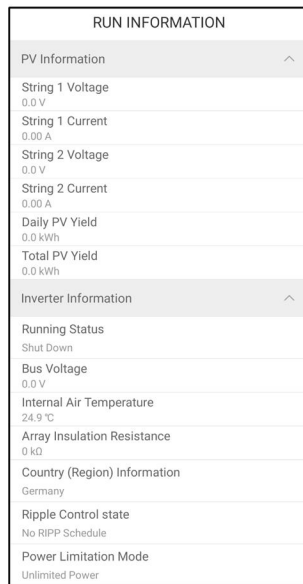 RUN INFORMATION
PV Information
String 1 Voltage
0.0 V
String 1 Current
0.00 A
String 2 Voltage
0.0 V
String 2 Current
0.00 A
Daily PV Yield
0.0 kWh
Total PV Yield
0.0 kWh
Inverter Information
Running Status
Shut Down
Bus Voltage
0.0 V
Internal Air Temperature
24.9 ℃
Array Insulation Resistance
0 kΩ
Country (Region) Information
Germany
Ripple Control state
No RIPP Schedule
Power Limitation Mode
Unlimited Power